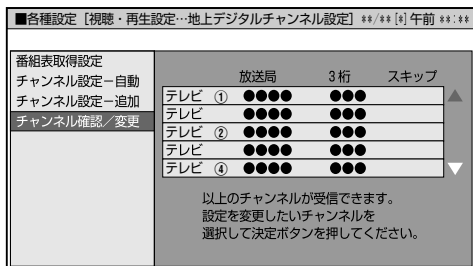 ■各種設定［視聴・再生設定…地上デジタルチャンネル設定］ **/** [*] 午前 **:**
番組表取得設定
チャンネル設定ー自動
チャンネル設定ー追加
チャンネル確認／変更
放送局 3桁 スキップ
テレビ ① ●●●● ●●●
テレビ ●●●● ●●●
テレビ ② ●●●● ●●●
テレビ ●●●● ●●●
テレビ ④ ●●●● ●●●
以上のチャンネルが受信できます。
設定を変更したいチャンネルを
選択して決定ボタンを押してください。